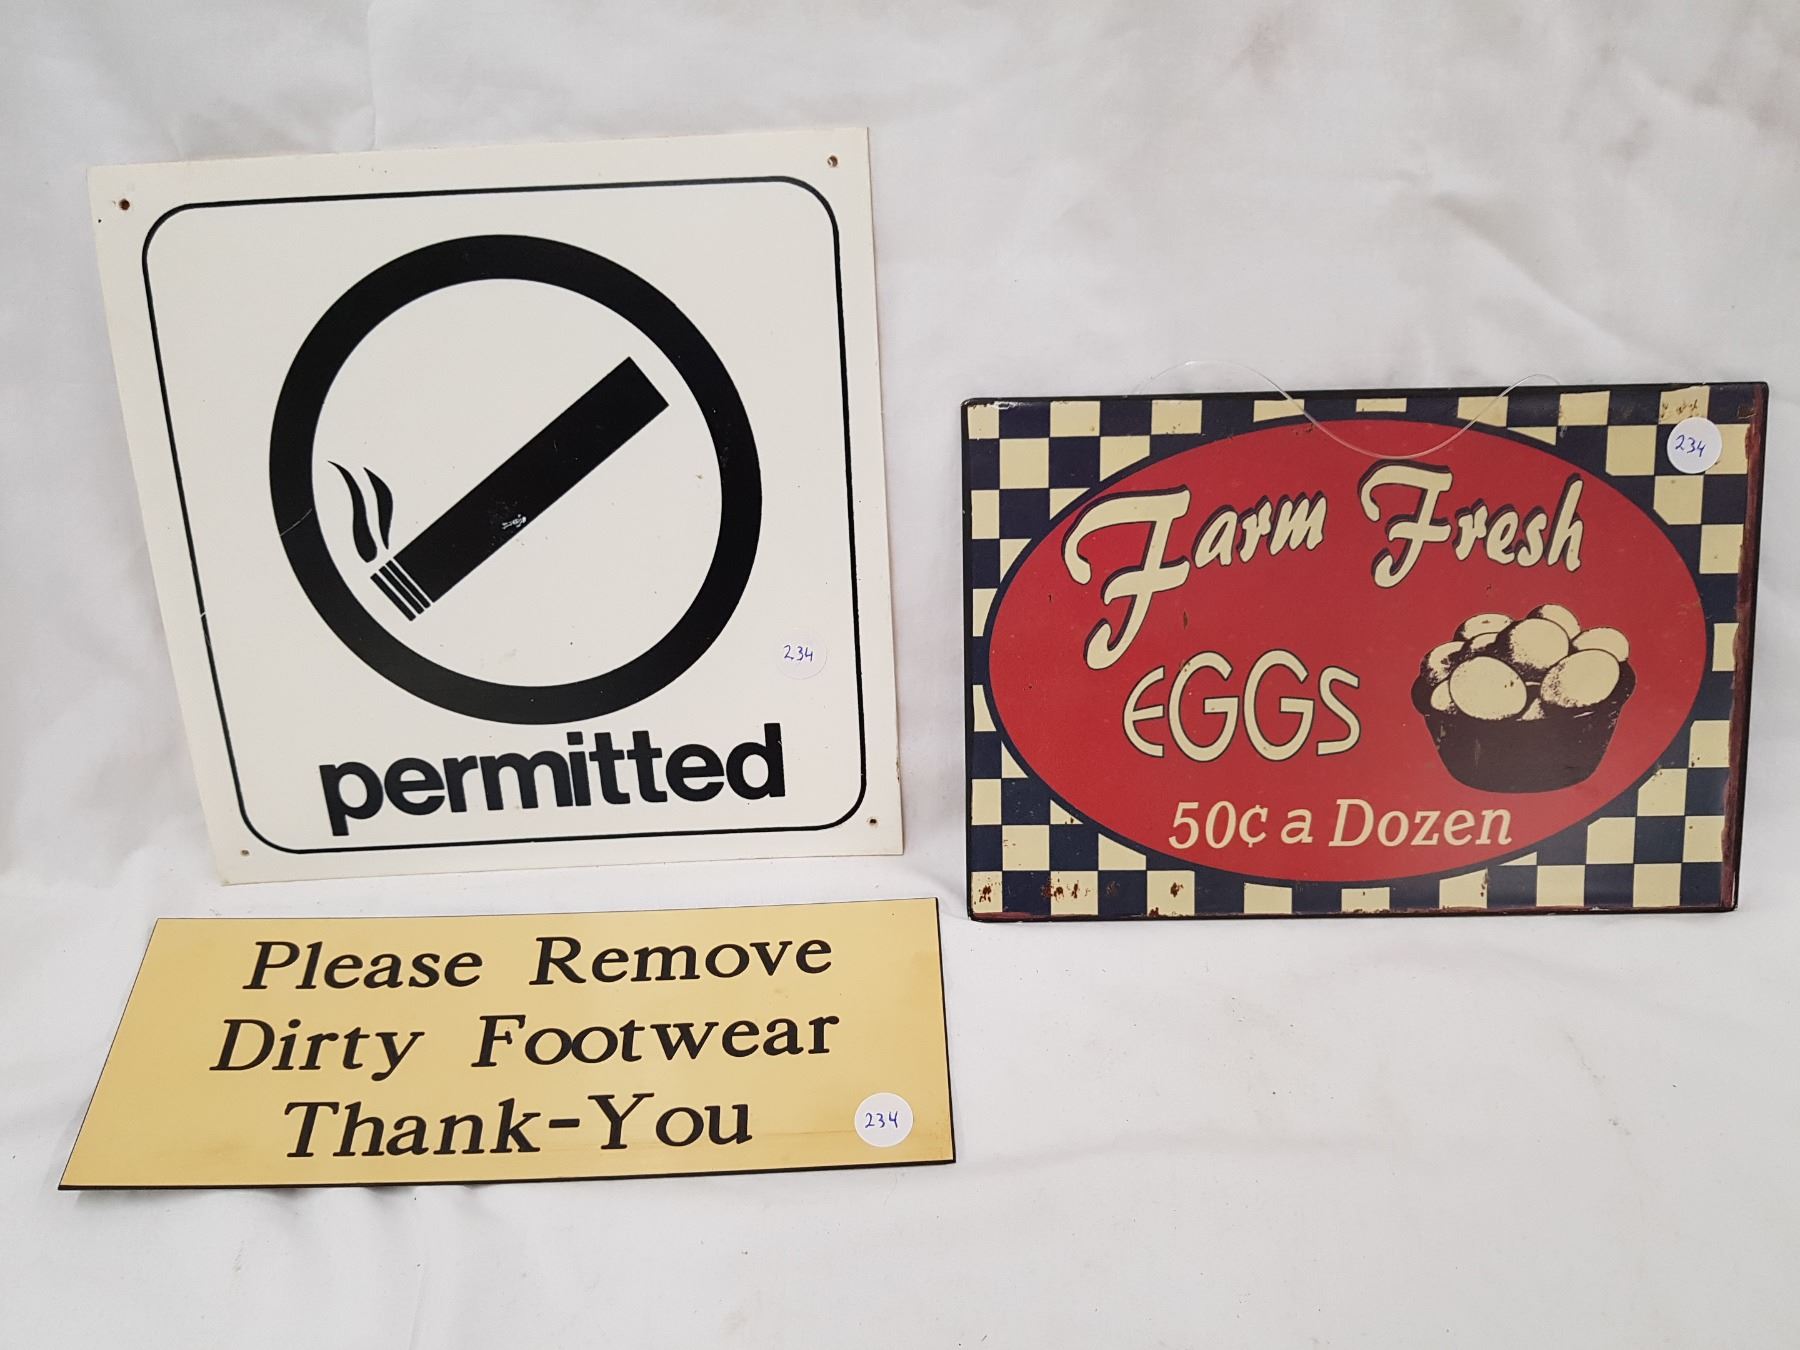 permitted
234
Farm Fresh
EGGS
50¢ a Dozen
234
Please Remove
Dirty Footwear
Thank-You
234